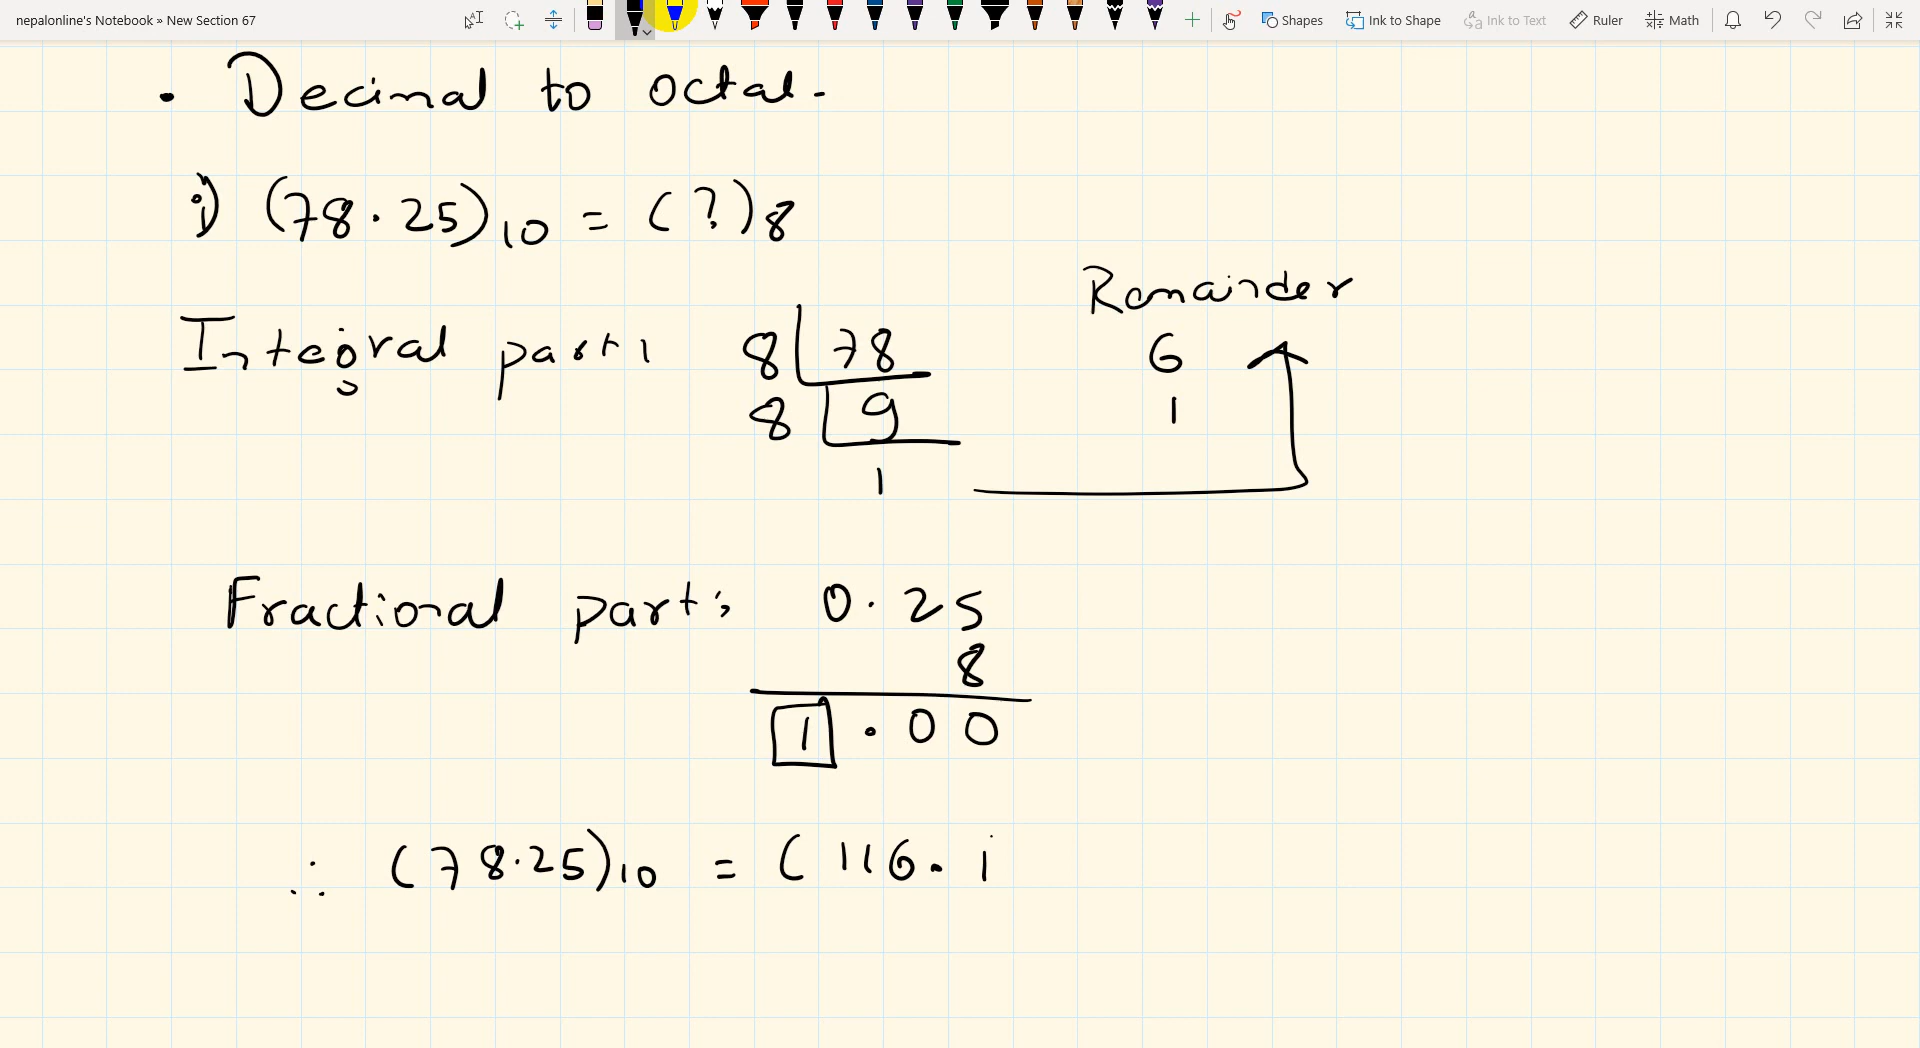 nepalonline's Notebook » New Section 67
Shapes Ink to Shape Ink to Text Ruler Math
• Decimal to octal.
i) (78.25)10 = (?)8
Remainder
Integral part: 8 78 6
8 9 1
1
Fractional part: 0.25
8
1.00
∴ (78.25)10 = (116.1